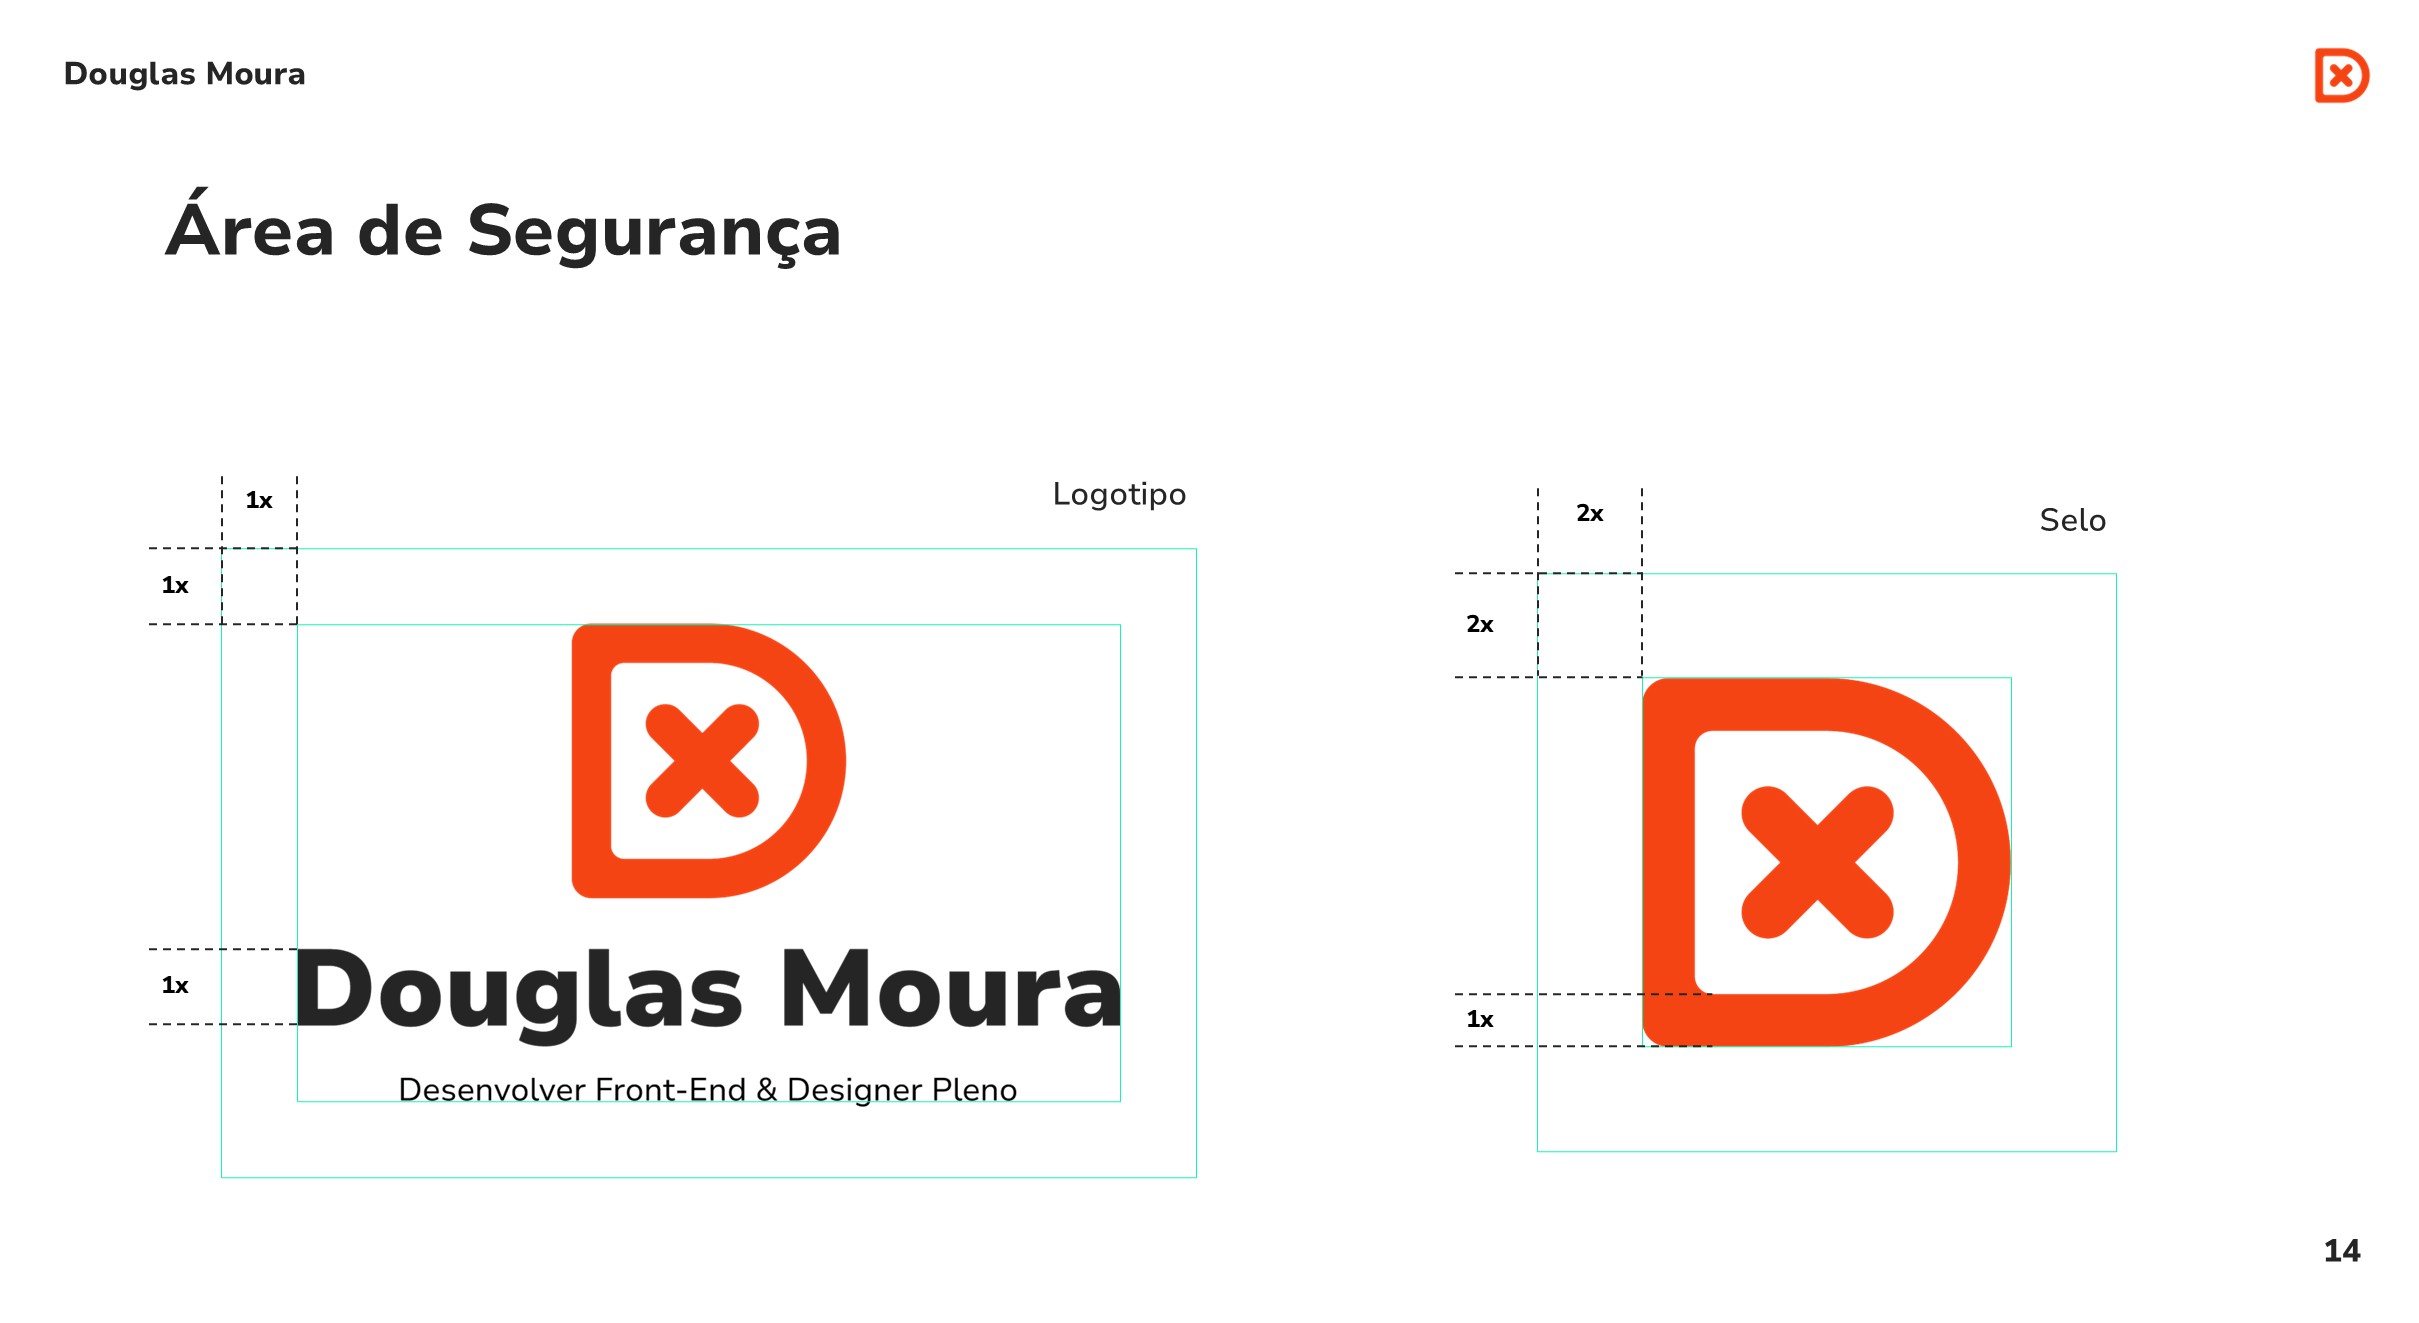 Douglas Moura
Área de Segurança
Logotipo
1x
1x
1x
Douglas Moura
Desenvolver Front-End & Designer Pleno
Selo
2x
2x
1x
14